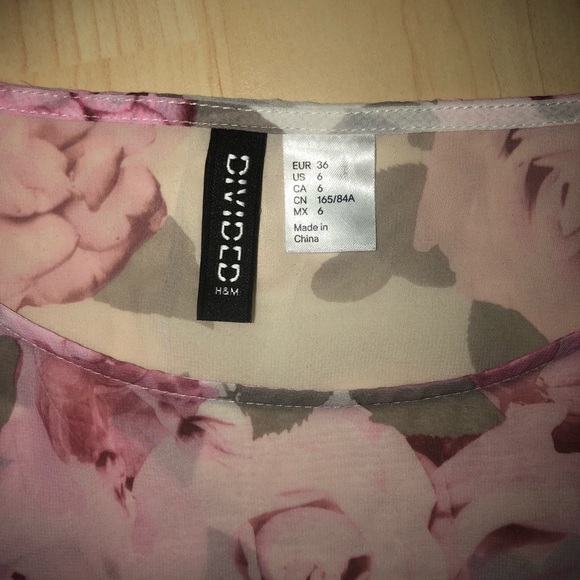 DIVIDED
H&M
EUR 36
US 6
CA 6
CN 165/84A
MX 6
Made in
China